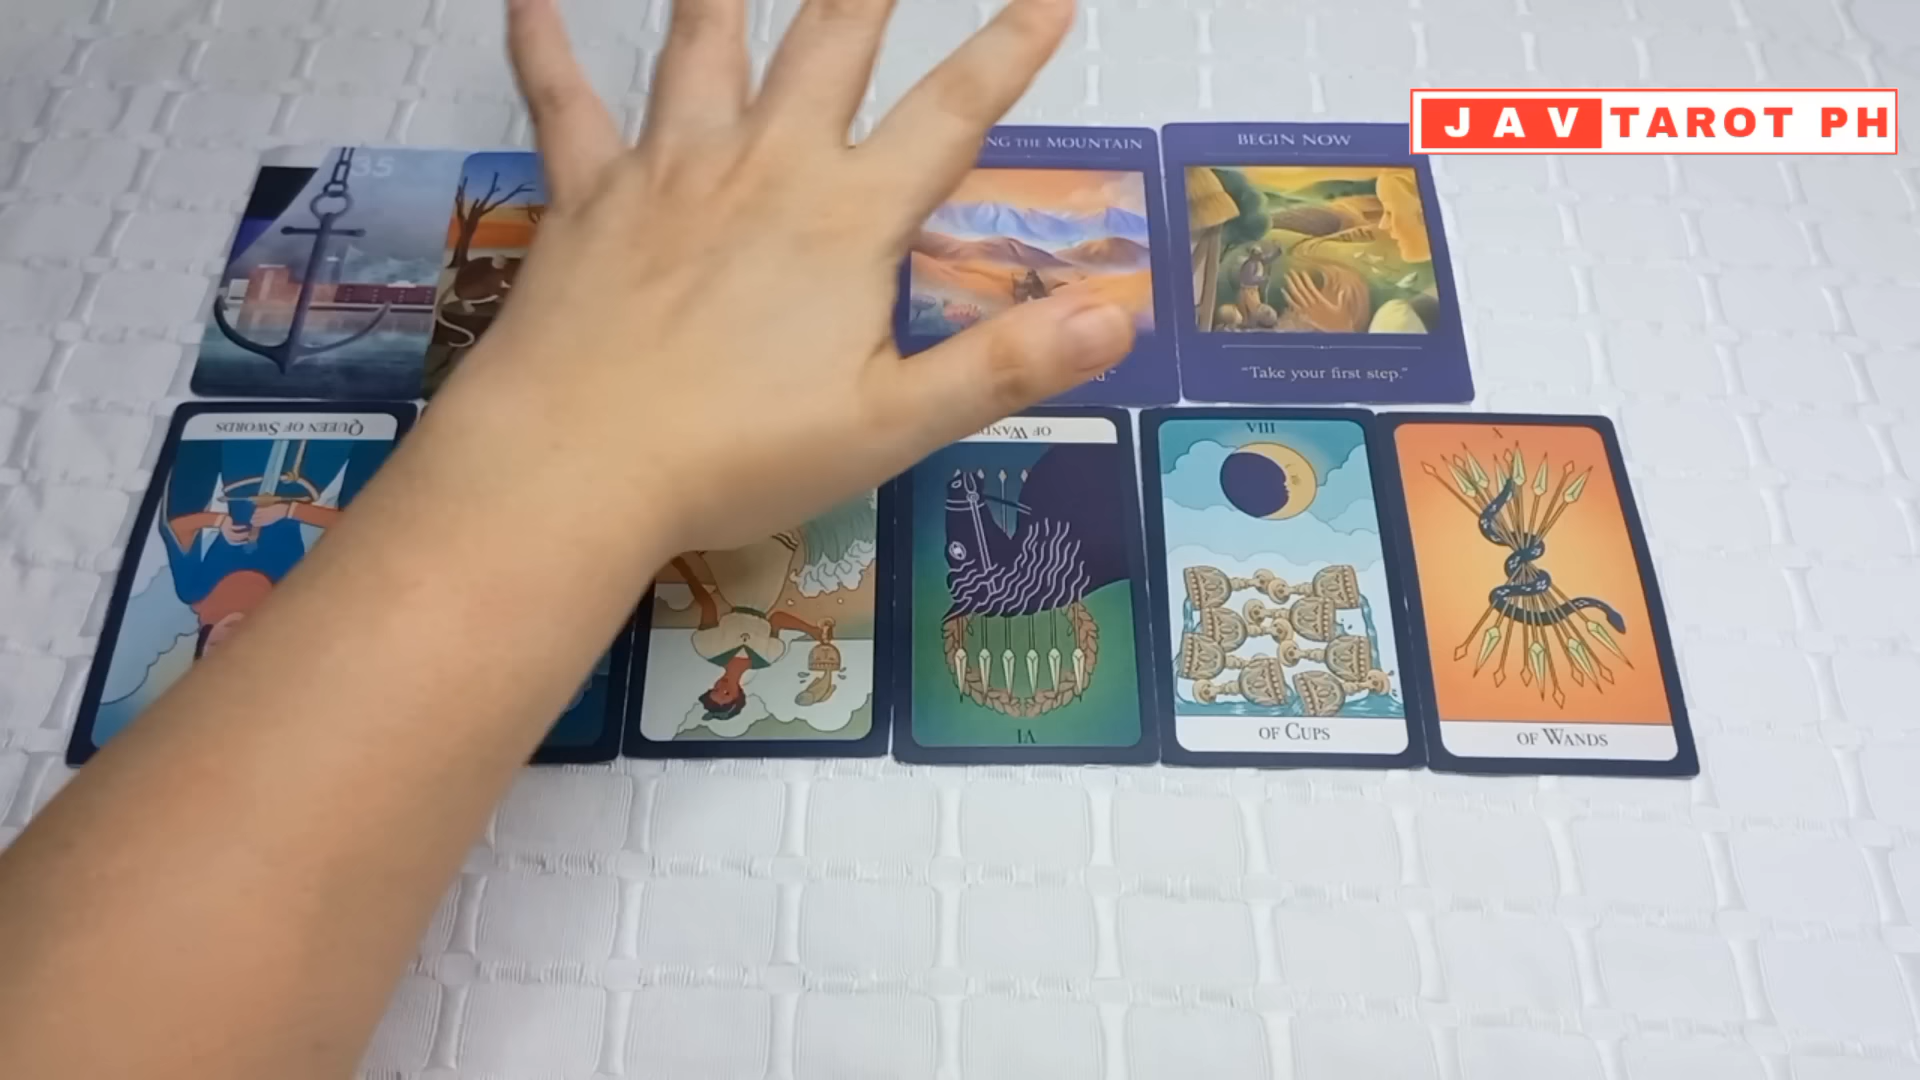 JAV TAROT PH
35
NG THE MOUNTAIN
BEGIN NOW
"Take your first step."
QUEEN OF SWORDS
OF WANDS
VIII
X
VI
OF CUPS
OF WANDS